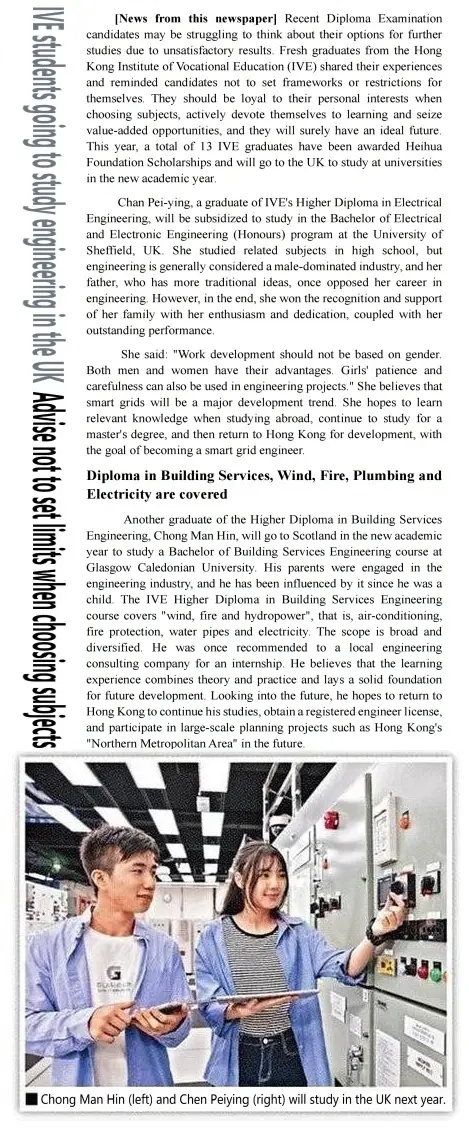 IVE students going to study engineering in the UK Advise not to set limits when choosing subjects
[News from this newspaper] Recent Diploma Examination
candidates may be struggling to think about their options for further
studies due to unsatisfactory results. Fresh graduates from the Hong
Kong Institute of Vocational Education (IVE) shared their experiences
and reminded candidates not to set frameworks or restrictions for
themselves. They should be loyal to their personal interests when
choosing subjects, actively devote themselves to learning and seize
value-added opportunities, and they will surely have an ideal future.
This year, a total of 13 IVE graduates have been awarded Heihua
Foundation Scholarships and will go to the UK to study at universities
in the new academic year.
Chan Pei-ying, a graduate of IVE's Higher Diploma in Electrical
Engineering, will be subsidized to study in the Bachelor of Electrical
and Electronic Engineering (Honours) program at the University of
Sheffield, UK. She studied related subjects in high school, but
engineering is generally considered a male-dominated industry, and her
father, who has more traditional ideas, once opposed her career in
engineering. However, in the end, she won the recognition and support
of her family with her enthusiasm and dedication, coupled with her
outstanding performance.
She said: "Work development should not be based on gender.
Both men and women have their advantages. Girls' patience and
carefulness can also be used in engineering projects." She believes that
smart grids will be a major development trend. She hopes to learn
relevant knowledge when studying abroad, continue to study for a
master's degree, and then return to Hong Kong for development, with
the goal of becoming a smart grid engineer.
Diploma in Building Services, Wind, Fire, Plumbing and
Electricity are covered
Another graduate of the Higher Diploma in Building Services
Engineering, Chong Man Hin, will go to Scotland in the new academic
year to study a Bachelor of Building Services Engineering course at
Glasgow Caledonian University. His parents were engaged in the
engineering industry, and he has been influenced by it since he was a
child. The IVE Higher Diploma in Building Services Engineering
course covers "wind, fire and hydropower", that is, air-conditioning,
fire protection, water pipes and electricity. The scope is broad and
diversified. He was once recommended to a local engineering
consulting company for an internship. He believes that the learning
experience combines theory and practice and lays a solid foundation
for future development. Looking into the future, he hopes to return to
Hong Kong to continue his studies, obtain a registered engineer license,
and participate in large-scale planning projects such as Hong Kong's
"Northern Metropolitan Area" in the future.
G
■ Chong Man Hin (left) and Chen Peiying (right) will study in the UK next year.